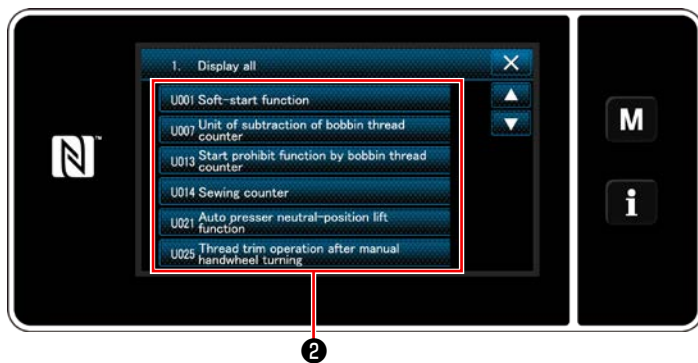 1. Display all
U001 Soft-start function
U007 Unit of subtraction of bobbin thread
counter
U013 Start prohibit function by bobbin thread
counter
U014 Sewing counter
U021 Auto presser neutral-position lift
function
U025 Thread trim operation after manual
handwheel turning
N
M
i
❷